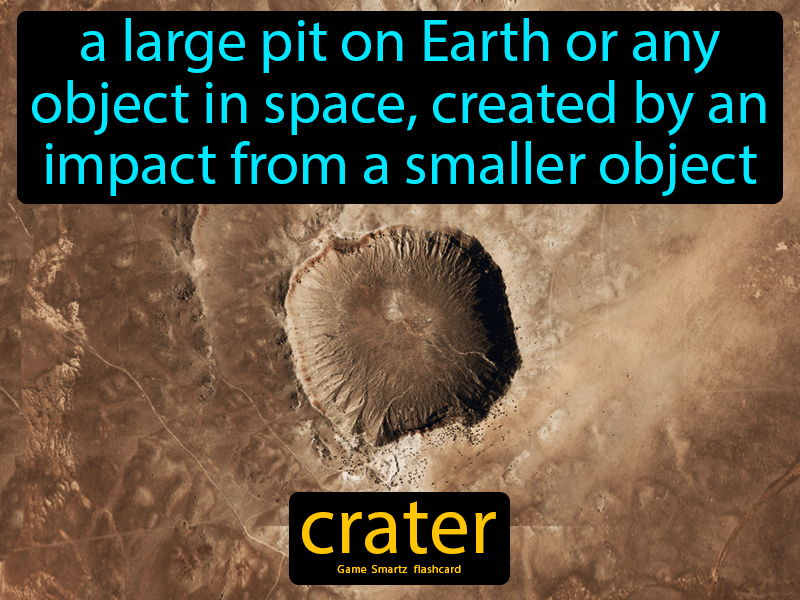 a large pit on Earth or any
object in space, created by an
impact from a smaller object
crater
Game Smartz flashcard